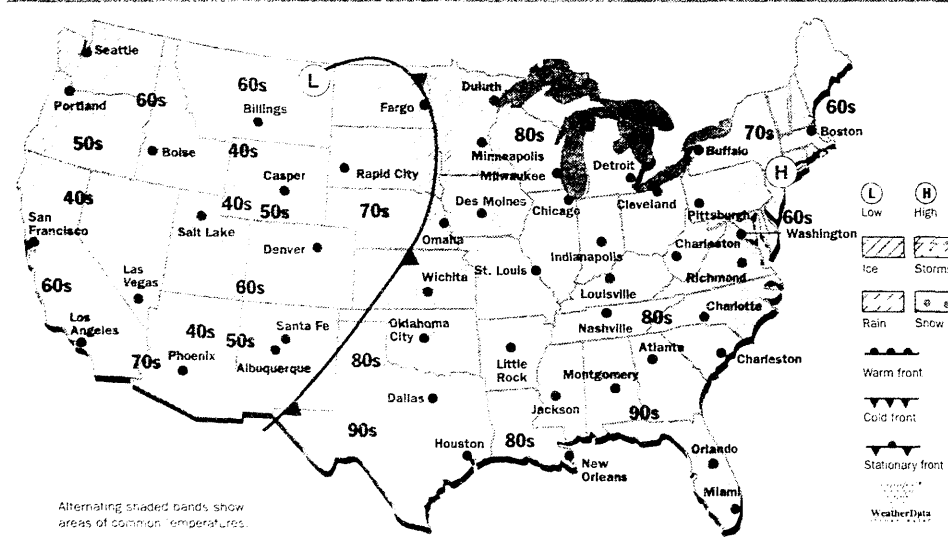 Seattle
Portland
60s
50s
Boise
60s
Billings
40s
Casper
40s
50s
Salt Lake
Denver
40s
San
Francisco
60s
Las
Vegas
Los
Angeles
70s
Phoenix
60s
40s
50s
Santa Fe
Albuquerque
L
Fargo
Rapid City
70s
Duluth
80s
Minneapolis
Milwaukee
Des Moines
Omaha
Chicago
Detroit
Cleveland
Buffalo
70s
60s
Boston
H
Pittsburgh
60s
Washington
Charleston
Richmond
Indianapolis
St. Louis
Louisville
Wichita
Oklahoma
City
80s
Dallas
90s
Houston
Little
Rock
Nashville
80s
Charlotte
Atlanta
Charleston
Montgomery
Jackson
90s
80s
New
Orleans
Orlando
Miami
Alternating shaded bands show
areas of common temperatures.
L
H
Low
High
Ice
Storms
Rain
Snow
Warm front
Cold front
Stationary front
WeatherData